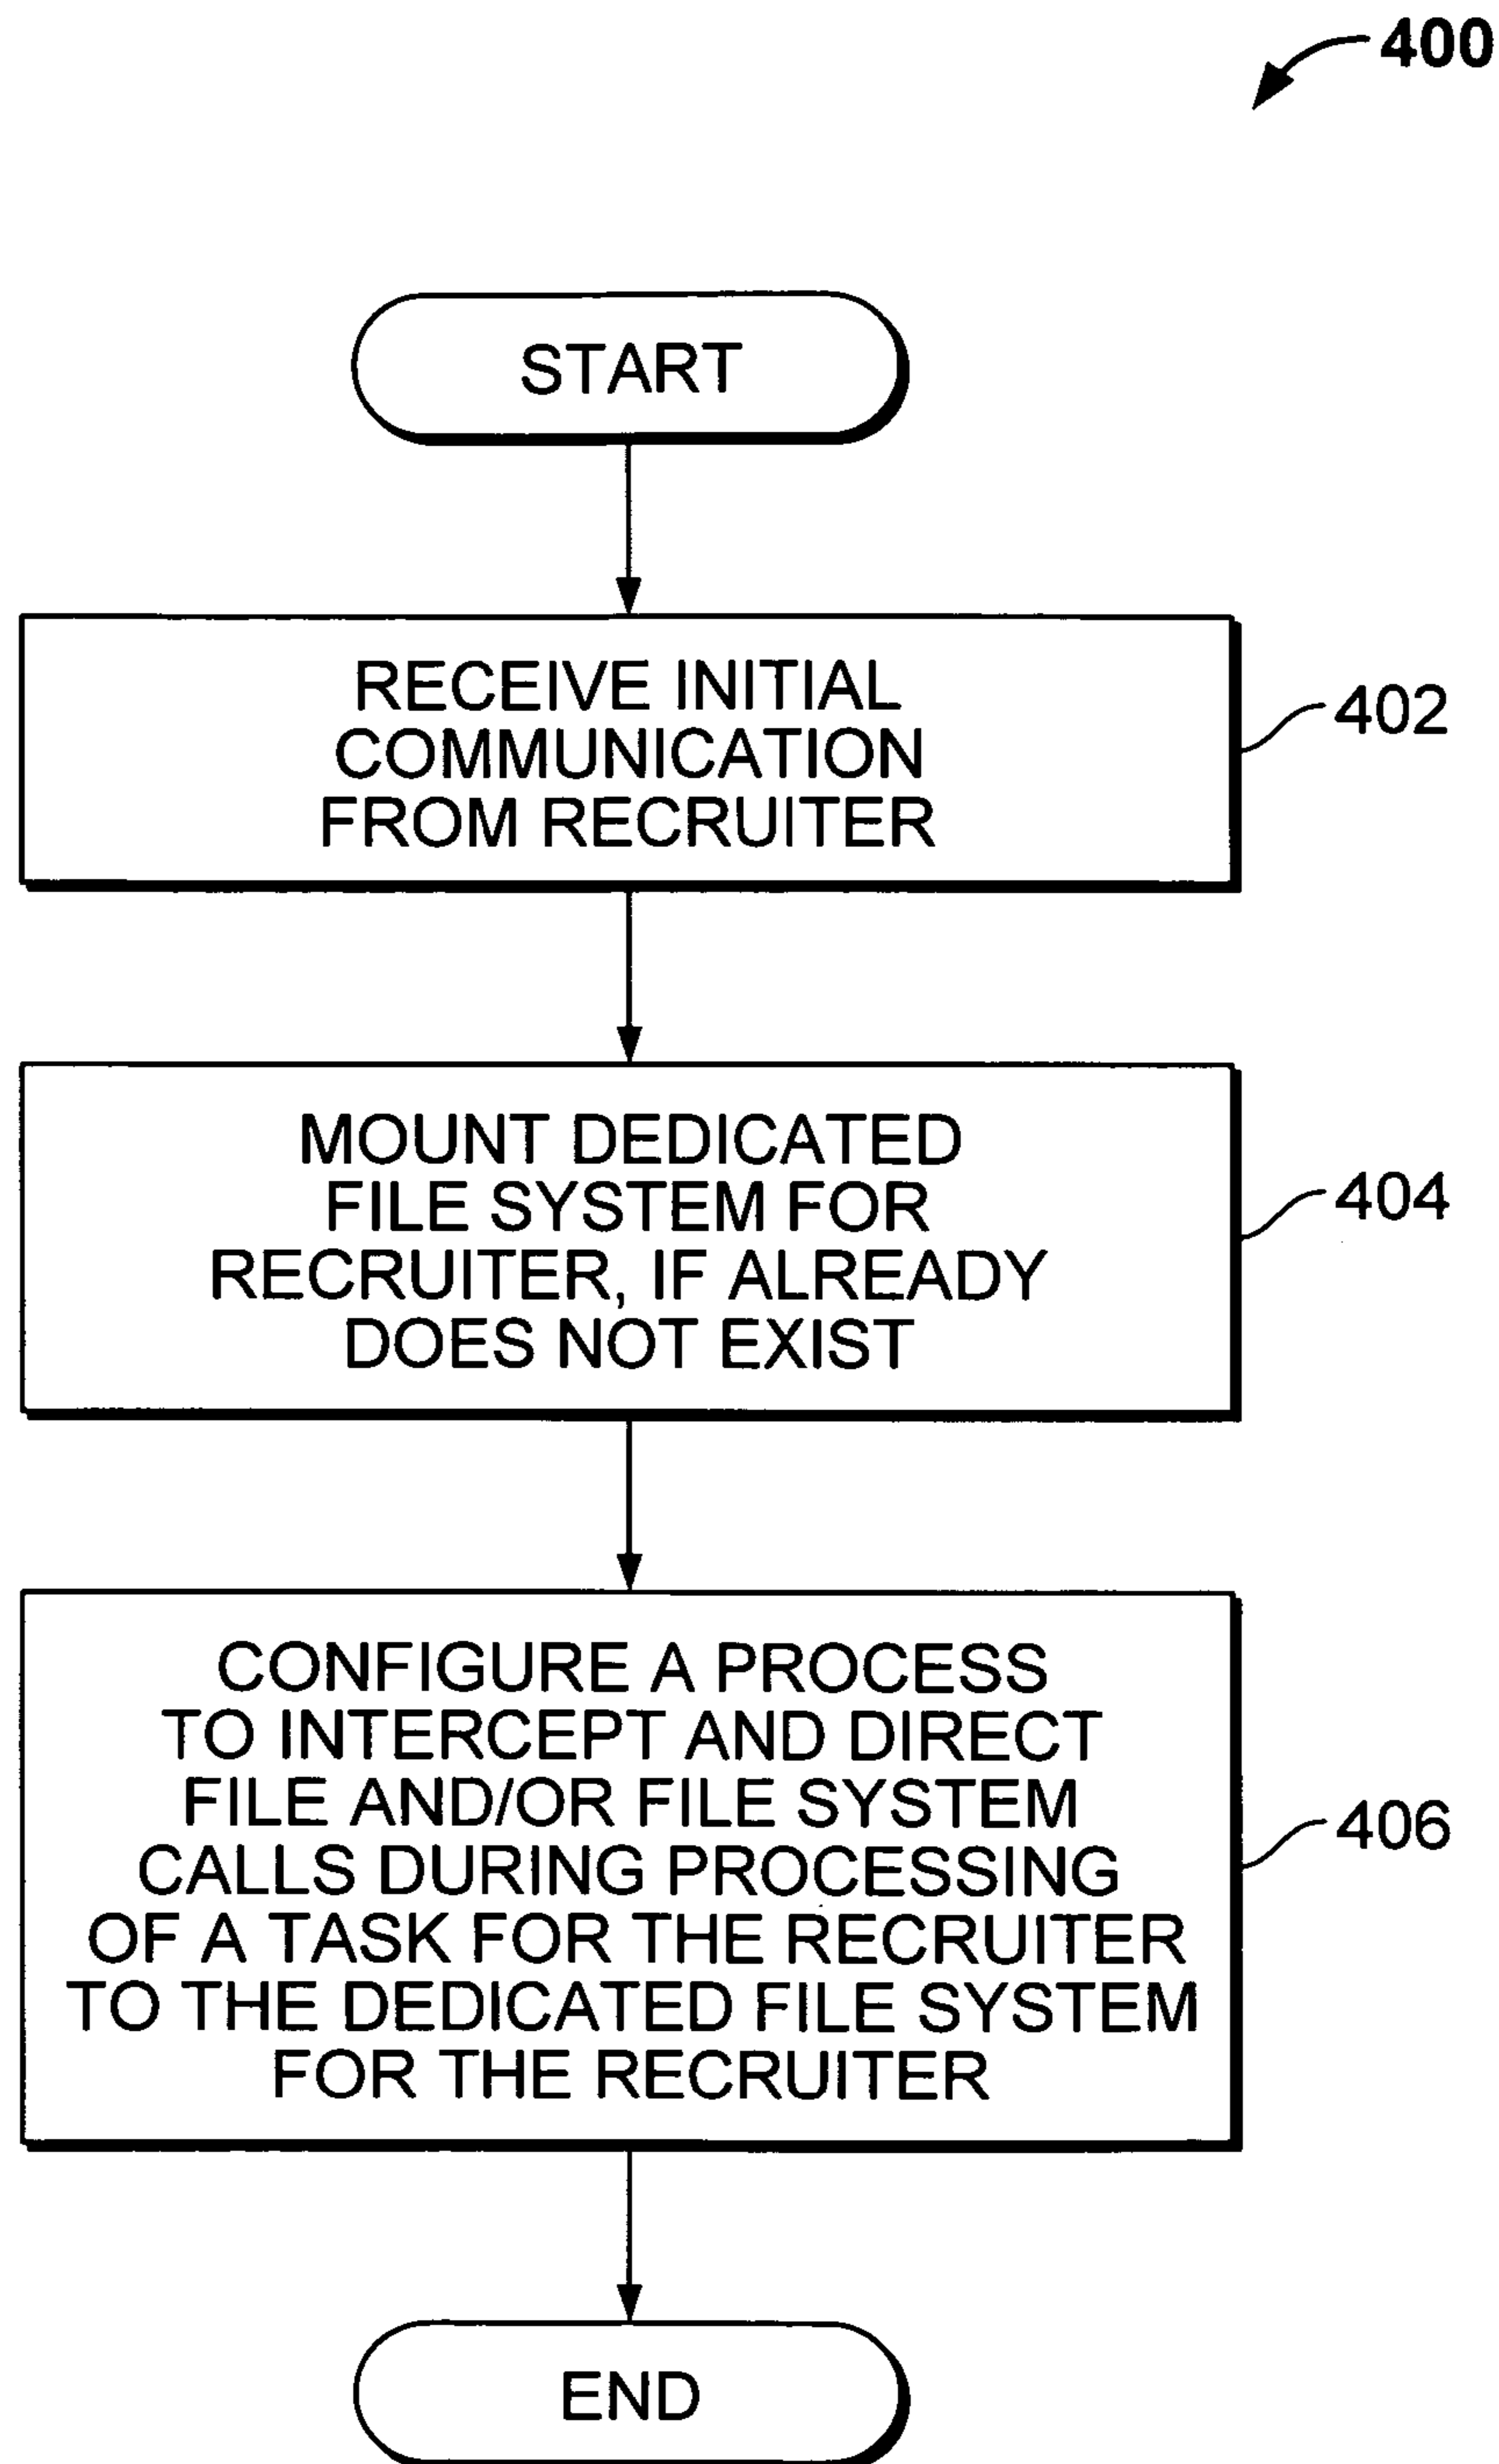 400
START
RECEIVE INITIAL
COMMUNICATION
FROM RECRUITER
402
MOUNT DEDICATED
FILE SYSTEM FOR
RECRUITER, IF ALREADY
DOES NOT EXIST
404
CONFIGURE A PROCESS
TO INTERCEPT AND DIRECT
FILE AND/OR FILE SYSTEM
CALLS DURING PROCESSING
OF A TASK FOR THE RECRUITER
TO THE DEDICATED FILE SYSTEM
FOR THE RECRUITER
406
END